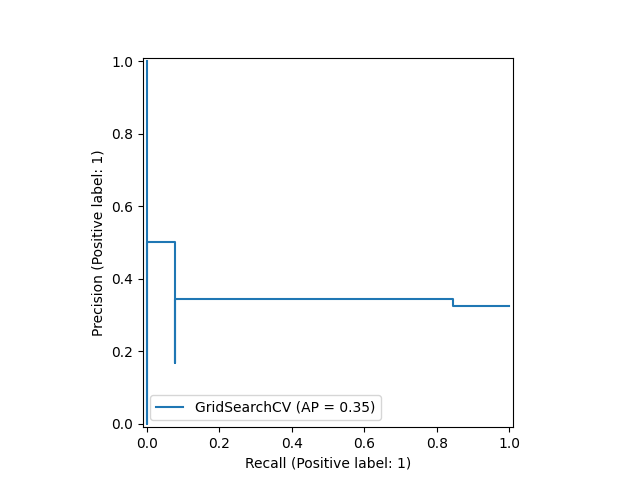 1.0
0.8
0.6
0.4
0.2
0.0
Precision (Positive label: 1)
GridSearchCV (AP = 0.35)
0.0 0.2 0.4 0.6 0.8 1.0
Recall (Positive label: 1)